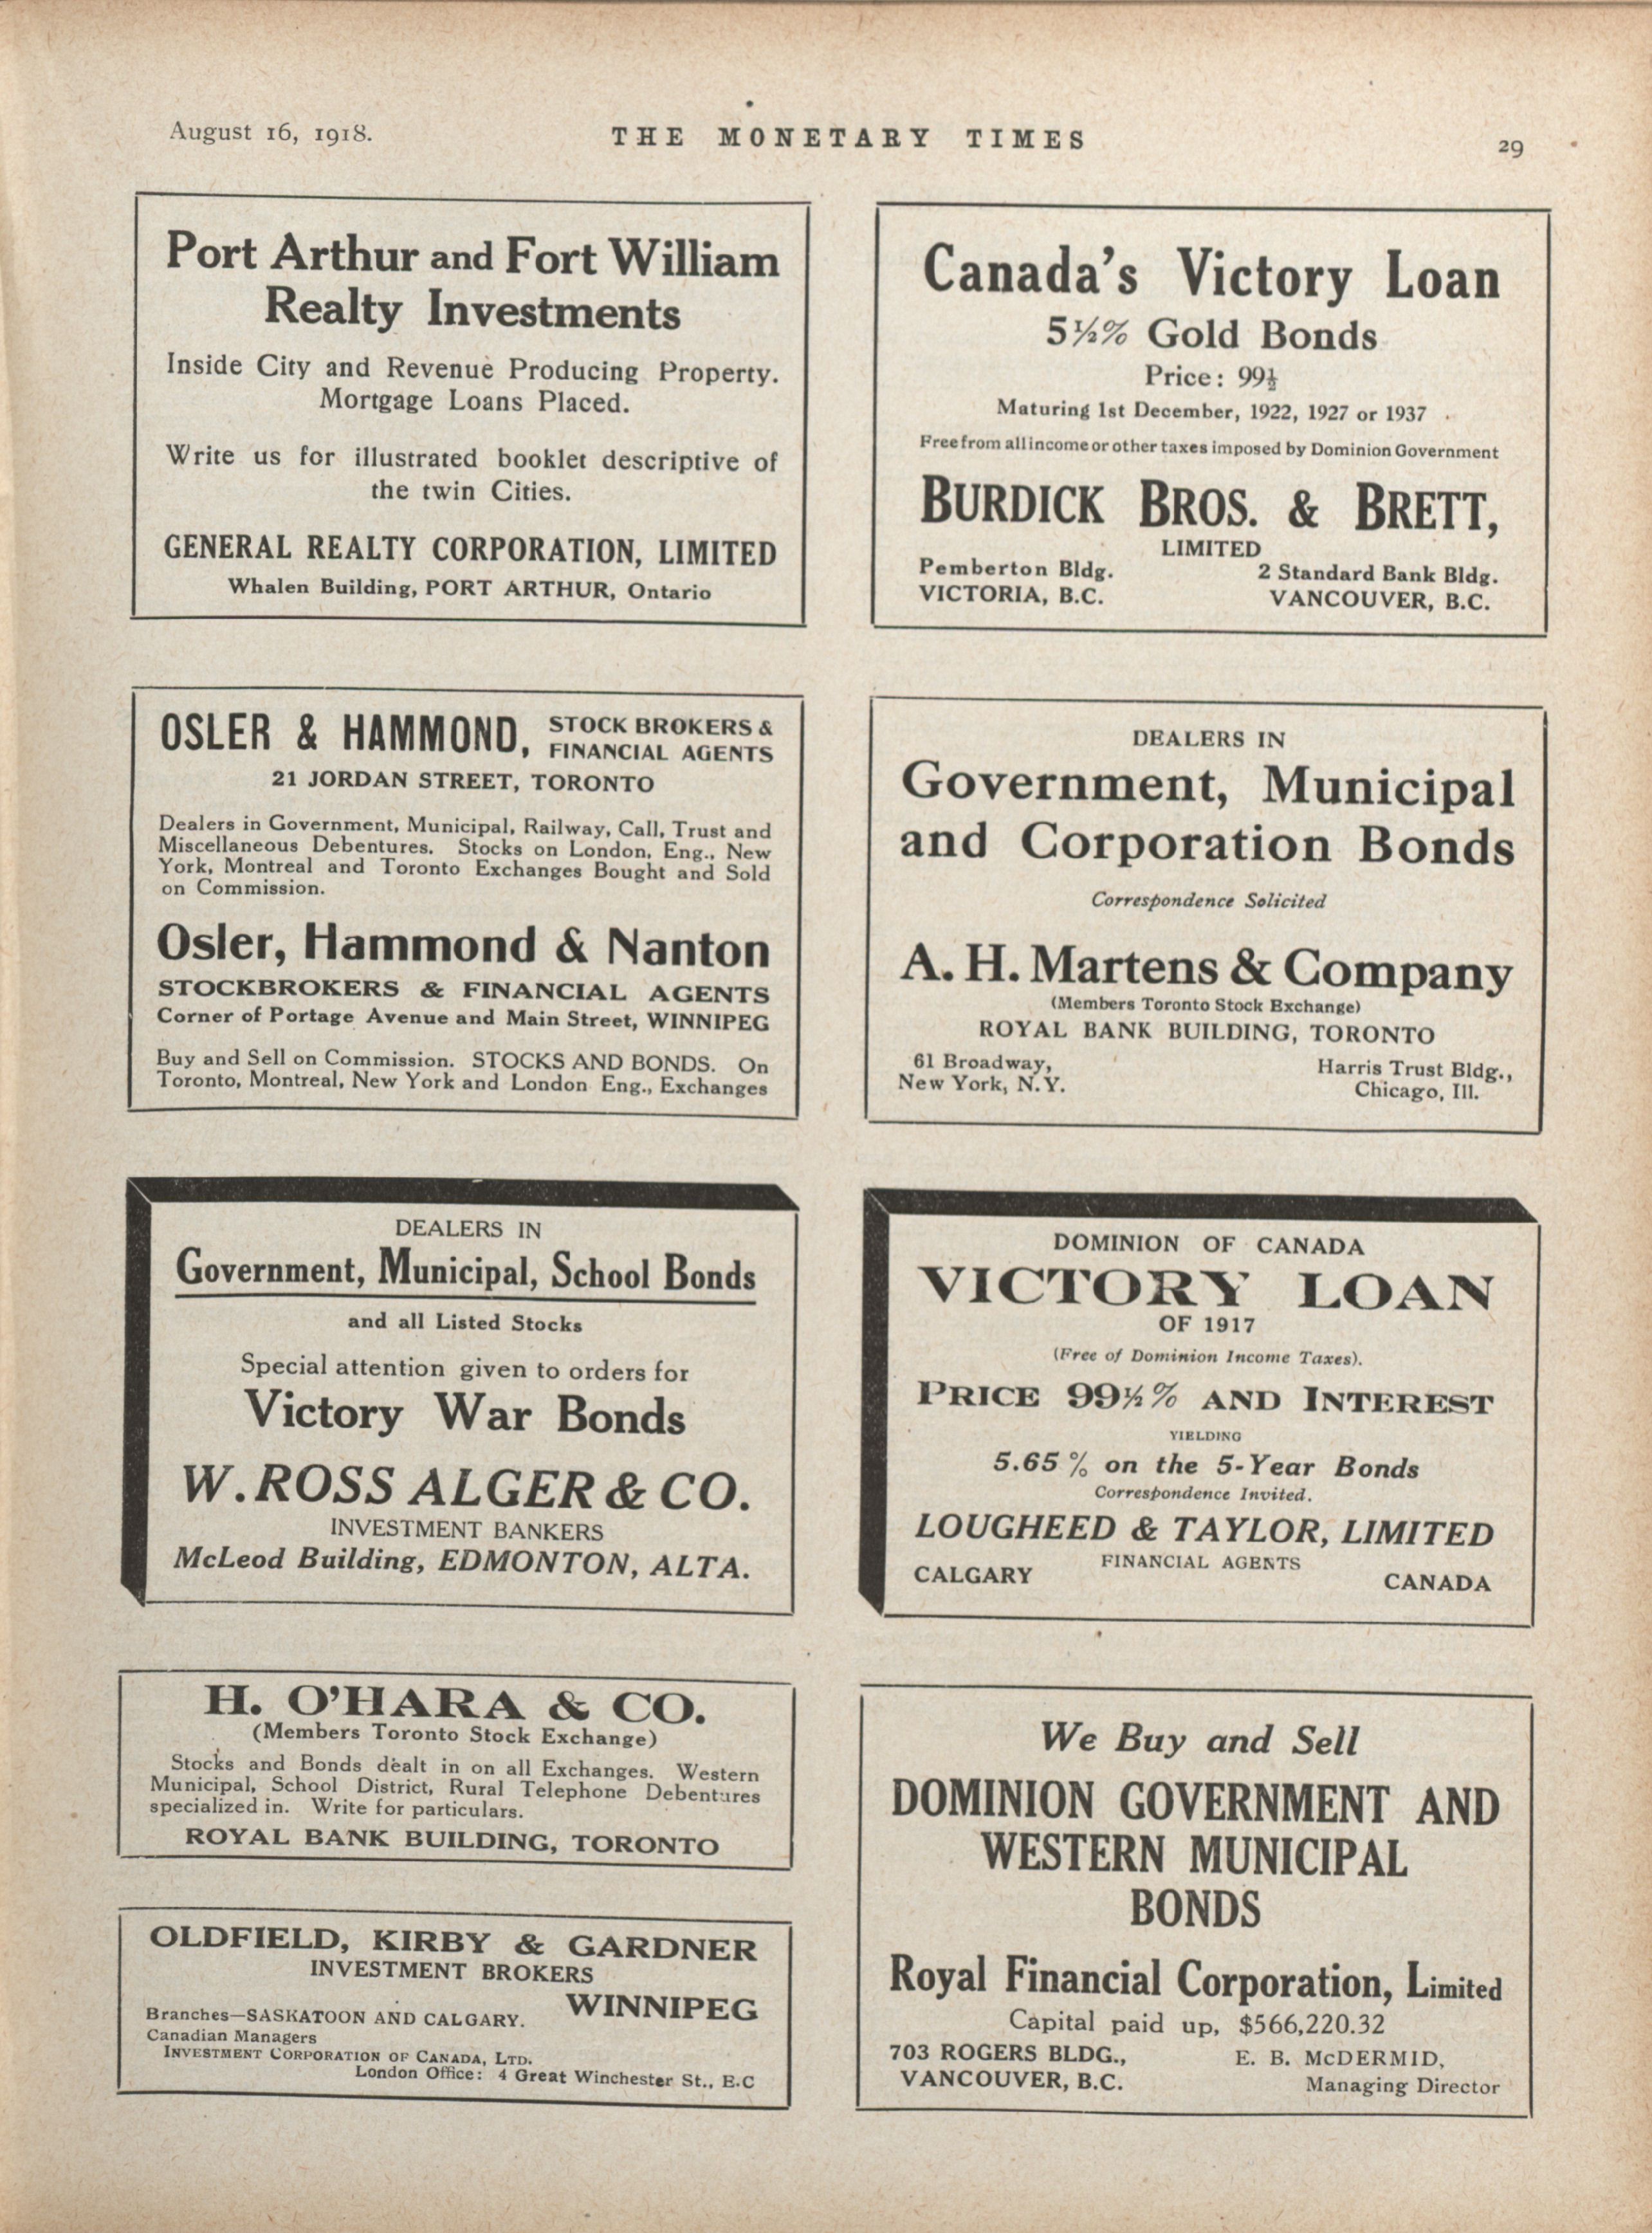 August 16, 1918.
THE MONETARY TIMES
29
Port Arthur and Fort William
Realty Investments
Inside City and Revenue Producing Property.
Mortgage Loans Placed.
Write us for illustrated booklet descriptive of
the twin Cities.
GENERAL REALTY CORPORATION, LIMITED
Whalen Building, PORT ARTHUR, Ontario
Canada's Victory Loan
5½% Gold Bonds
Price: 99½
Maturing 1st December, 1922, 1927 or 1937
Free from all income or other taxes imposed by Dominion Government
BURDICK BROS. & BRETT,
LIMITED
Pemberton Bldg.
VICTORIA, B.C.
2 Standard Bank Bldg.
VANCOUVER, B.C.
OSLER & HAMMOND, STOCK BROKERS &
FINANCIAL AGENTS
21 JORDAN STREET, TORONTO
Dealers in Government, Municipal, Railway, Call, Trust and
Miscellaneous Debentures. Stocks on London, Eng., New
York, Montreal and Toronto Exchanges Bought and Sold
on Commission.
Osler, Hammond & Nanton
STOCKBROKERS & FINANCIAL AGENTS
Corner of Portage Avenue and Main Street, WINNIPEG
Buy and Sell on Commission. STOCKS AND BONDS. On
Toronto, Montreal, New York and London Eng., Exchanges
DEALERS IN
Government, Municipal
and Corporation Bonds
Correspondence Solicited
A. H. Martens & Company
(Members Toronto Stock Exchange)
ROYAL BANK BUILDING, TORONTO
61 Broadway,
New York, N.Y.
Harris Trust Bldg.,
Chicago, Ill.
DEALERS IN
Government, Municipal, School Bonds
and all Listed Stocks
Special attention given to orders for
Victory War Bonds
W. ROSS ALGER & CO.
INVESTMENT BANKERS
McLeod Building, EDMONTON, ALTA.
DOMINION OF CANADA
VICTORY LOAN
OF 1917
(Free of Dominion Income Taxes).
PRICE 99½% AND INTEREST
YIELDING
5.65% on the 5-Year Bonds
Correspondence Invited.
LOUGHEED & TAYLOR, LIMITED
FINANCIAL AGENTS
CALGARY
CANADA
H. O'HARA & CO.
(Members Toronto Stock Exchange)
Stocks and Bonds dealt in on all Exchanges. Western
Municipal, School District, Rural Telephone Debentures
specialized in. Write for particulars.
ROYAL BANK BUILDING, TORONTO
OLDFIELD, KIRBY & GARDNER
INVESTMENT BROKERS
WINNIPEG
Branches—SASKATOON AND CALGARY.
Canadian Managers
INVESTMENT CORPORATION OF CANADA, LTD.
London Office: 4 Great Winchester St., E.C
We Buy and Sell
DOMINION GOVERNMENT AND
WESTERN MUNICIPAL
BONDS
Royal Financial Corporation, Limited
Capital paid up, $566,220.32
703 ROGERS BLDG.,
VANCOUVER, B.C.
E. B. McDERMID,
Managing Director